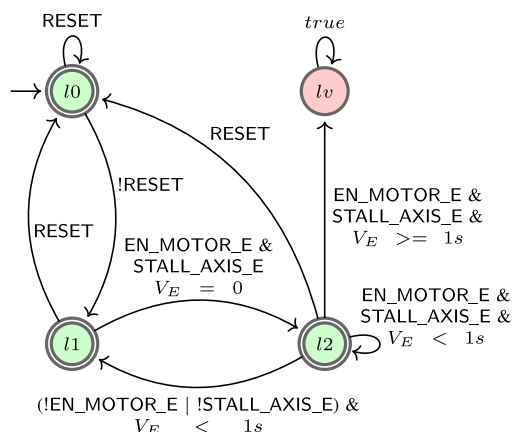 RESET
true
l0
lv
RESET
!RESET
EN_MOTOR_E &
STALL_AXIS_E &
V_E >= 1s
RESET
EN_MOTOR_E &
STALL_AXIS_E
V_E = 0
EN_MOTOR_E &
STALL_AXIS_E &
V_E < 1s
l1
l2
(!EN_MOTOR_E | !STALL_AXIS_E) &
V_E < 1s